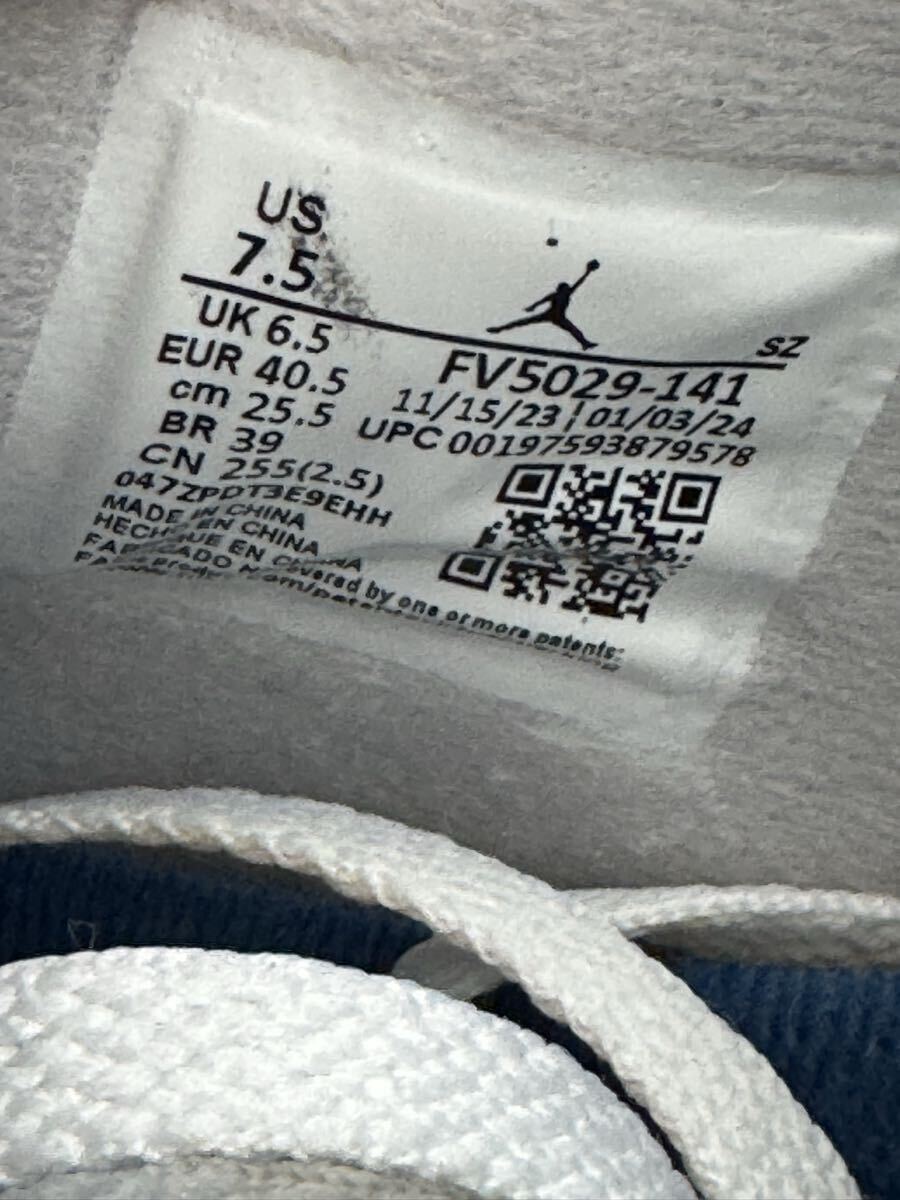 US
7.5
UK 6.5
EUR 40.5
cm 25.5
BR 39
CN 255(2.5)
047ZPDT3E9EHH
MADE IN CHINA
EN CHINA
HECHO EN
FABRICADO
covered by one or more patents:
SZ
FV5029-141
11/15/23 | 01/03/24
UPC 00197593879578